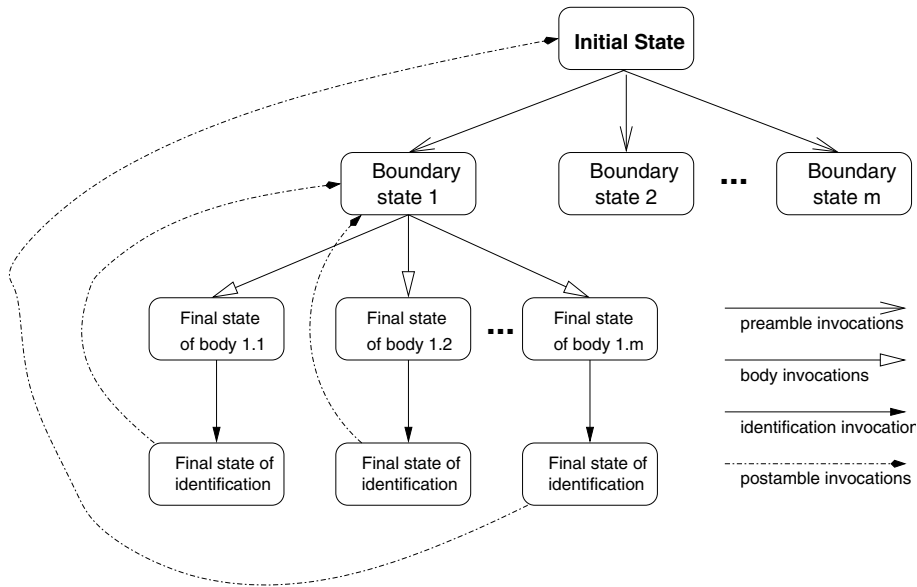 Initial State
Boundary
state 1
Boundary
state 2
...
Boundary
state m
Final state
of body 1.1
Final state
of body 1.2
...
Final state
of body 1.m
Final state of
identification
Final state of
identification
Final state of
identification
preamble invocations
body invocations
identification invocation
postamble invocations